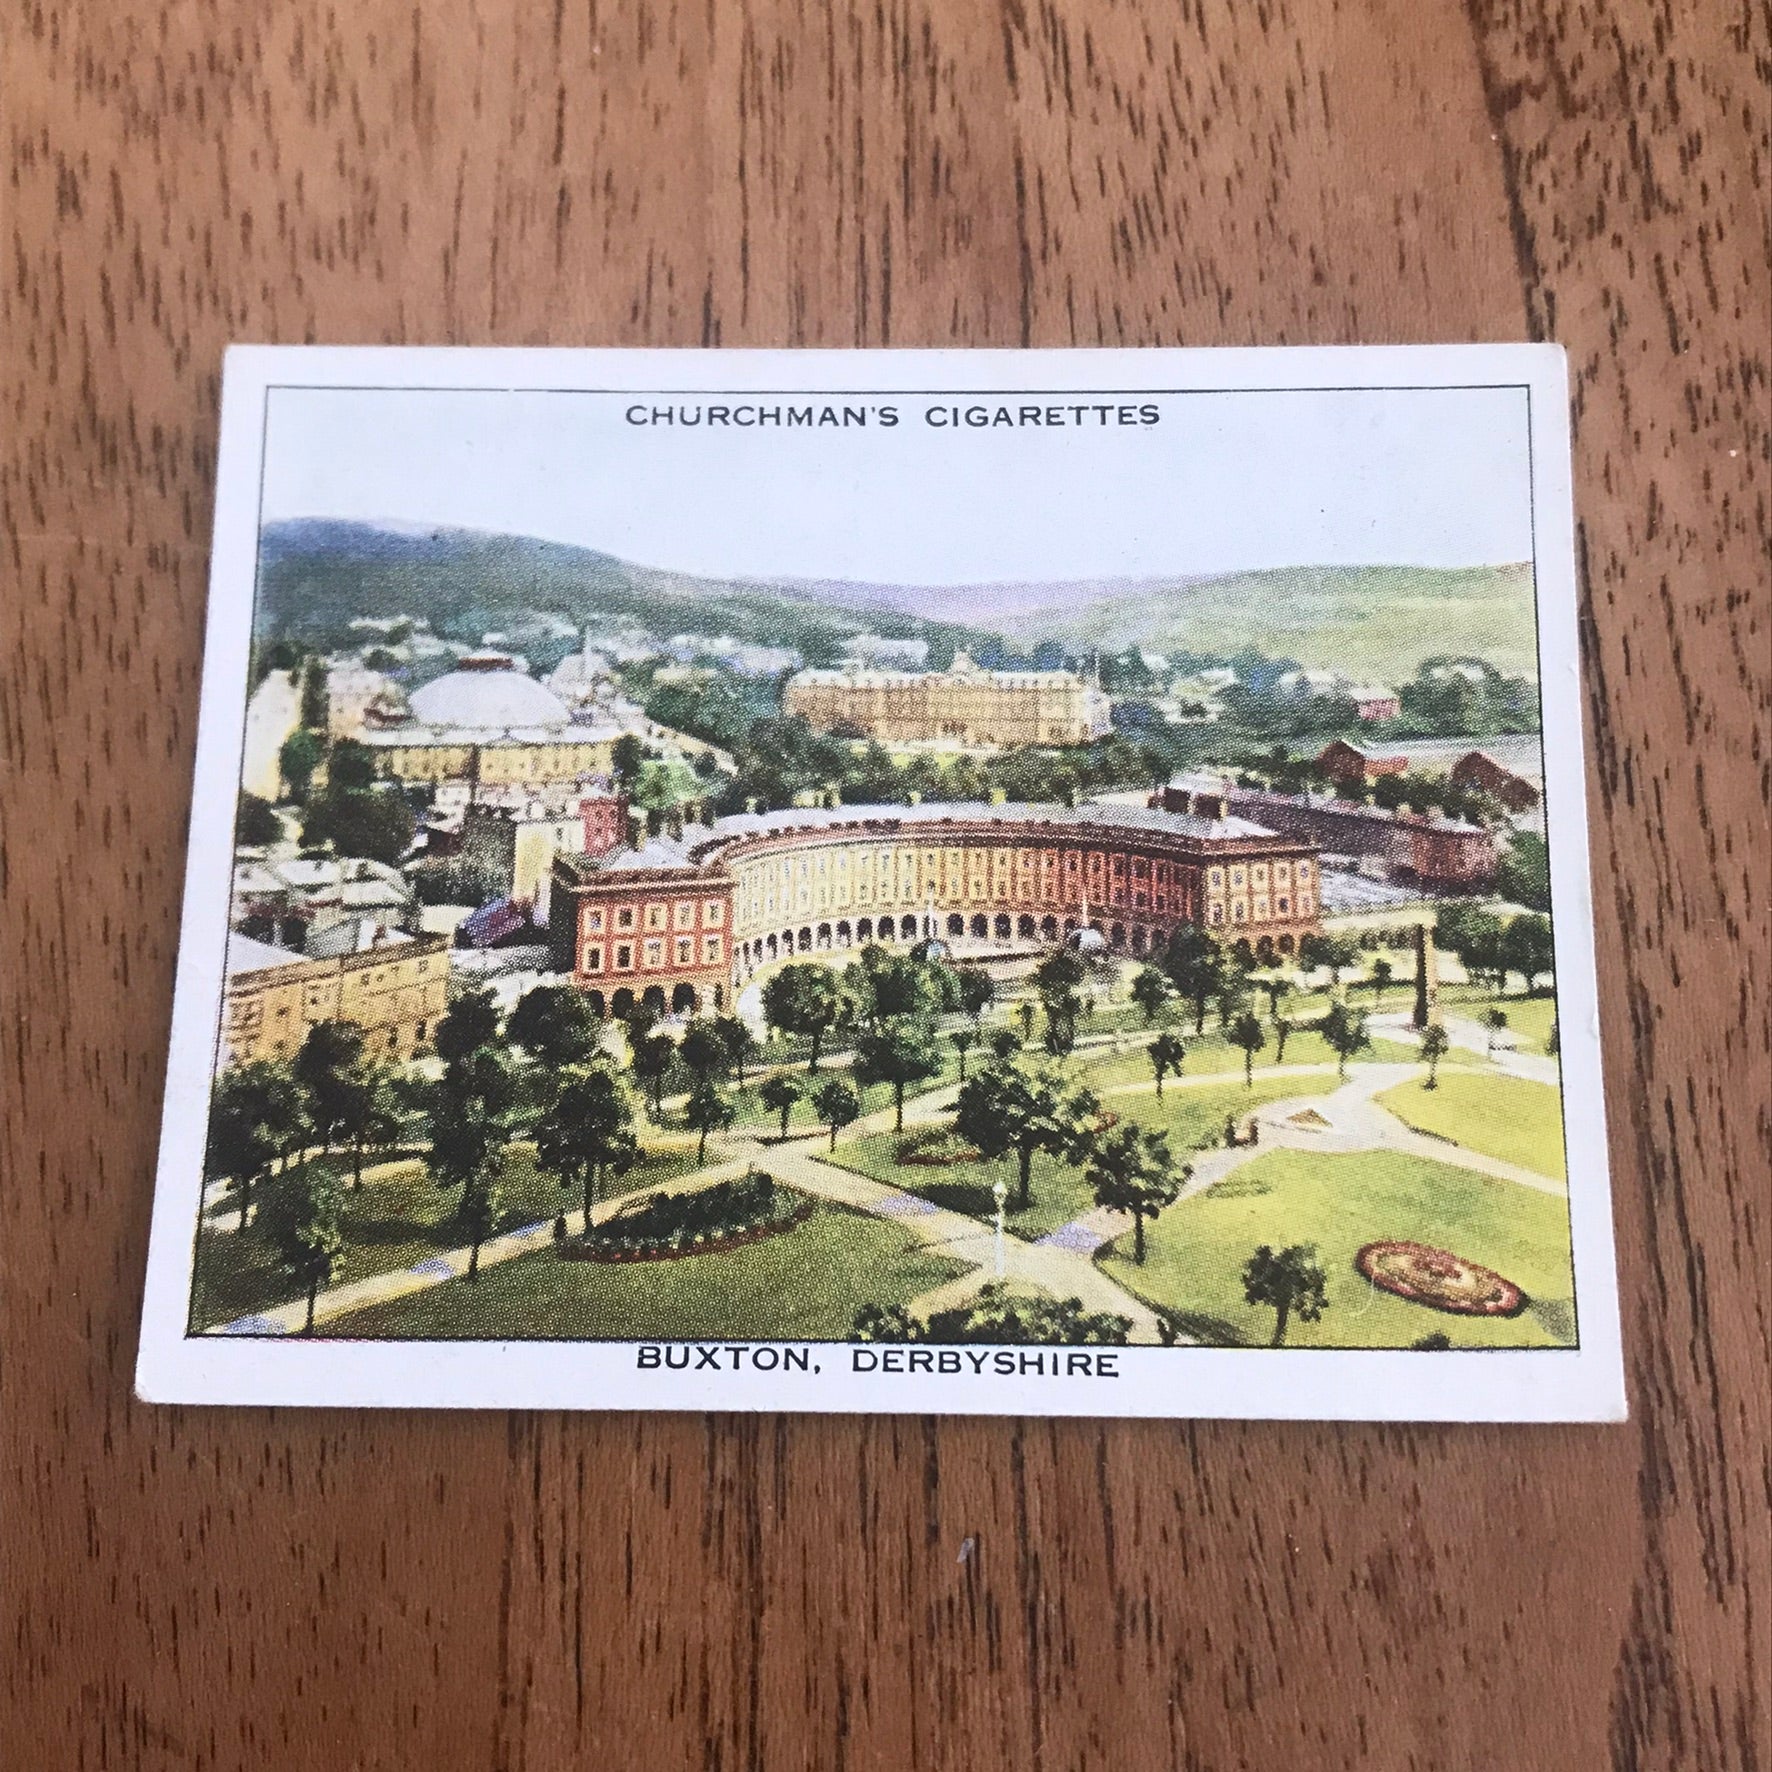 CHURCHMAN'S CIGARETTES
BUXTON, DERBYSHIRE